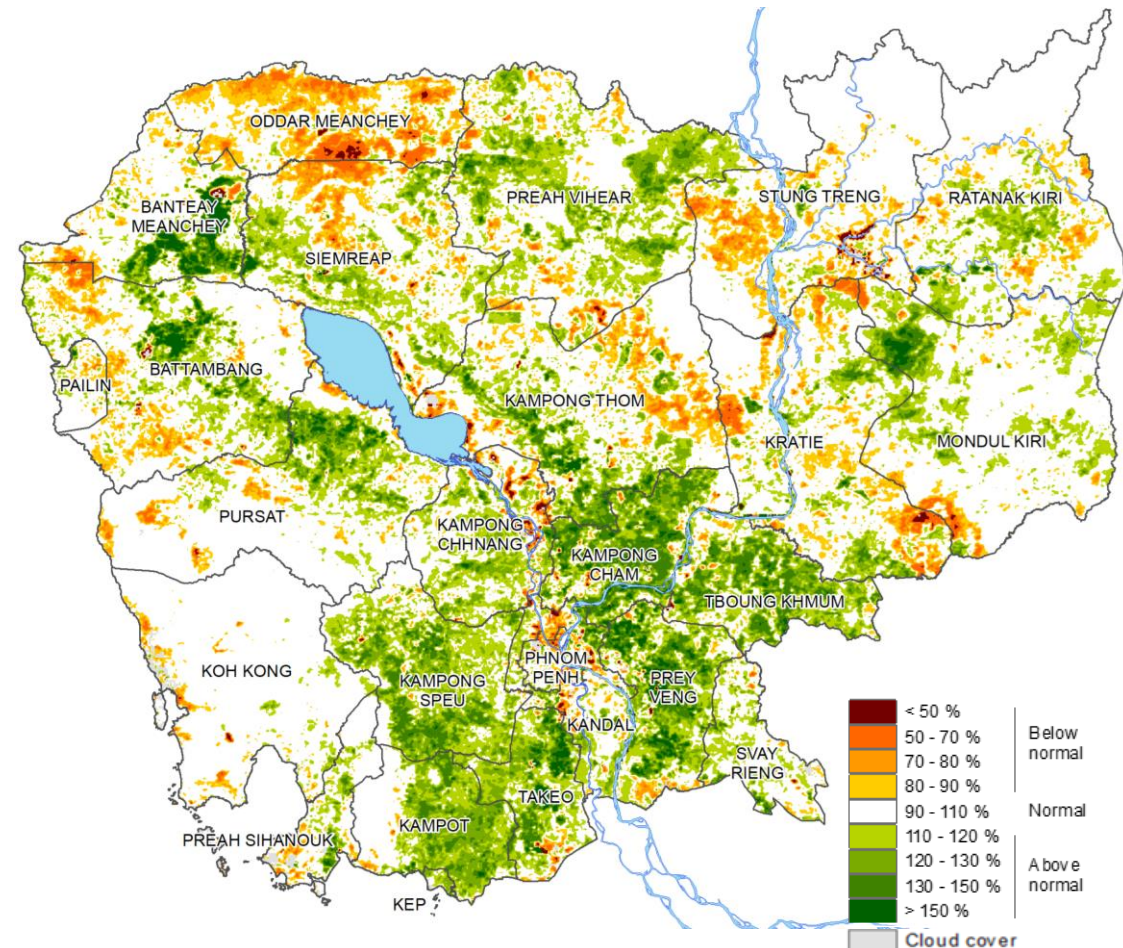 ODDAR MEANCHEY
PREAH VIHEAR
STUNG TRENG
RATANAK KIRI
BANTEAY
MEANCHEY
SIEMREAP
BATTAMBANG
PAILIN
KAMPONG THOM
KRATIE
MONDUL KIRI
PURSAT
KAMPONG
CHHNANG
KAMPONG
CHAM
TBOUNG KHMUM
KOH KONG
KAMPONG
SPEU
PHNOM
PENH
PREY
VENG
KANDAL
SVAY
RIENG
TAKEO
KAMPOT
PREAH SIHANOUK
KEP
< 50 %
50 - 70 %
70 - 80 %
80 - 90 %
90 - 110 %
110 - 120 %
120 - 130 %
130 - 150 %
> 150 %
Cloud cover
Below
normal
Normal
Above
normal